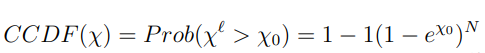 CCDF(χ) = Prob(χ^ℓ > χ₀) = 1 − 1(1 − e^{χ₀})^N